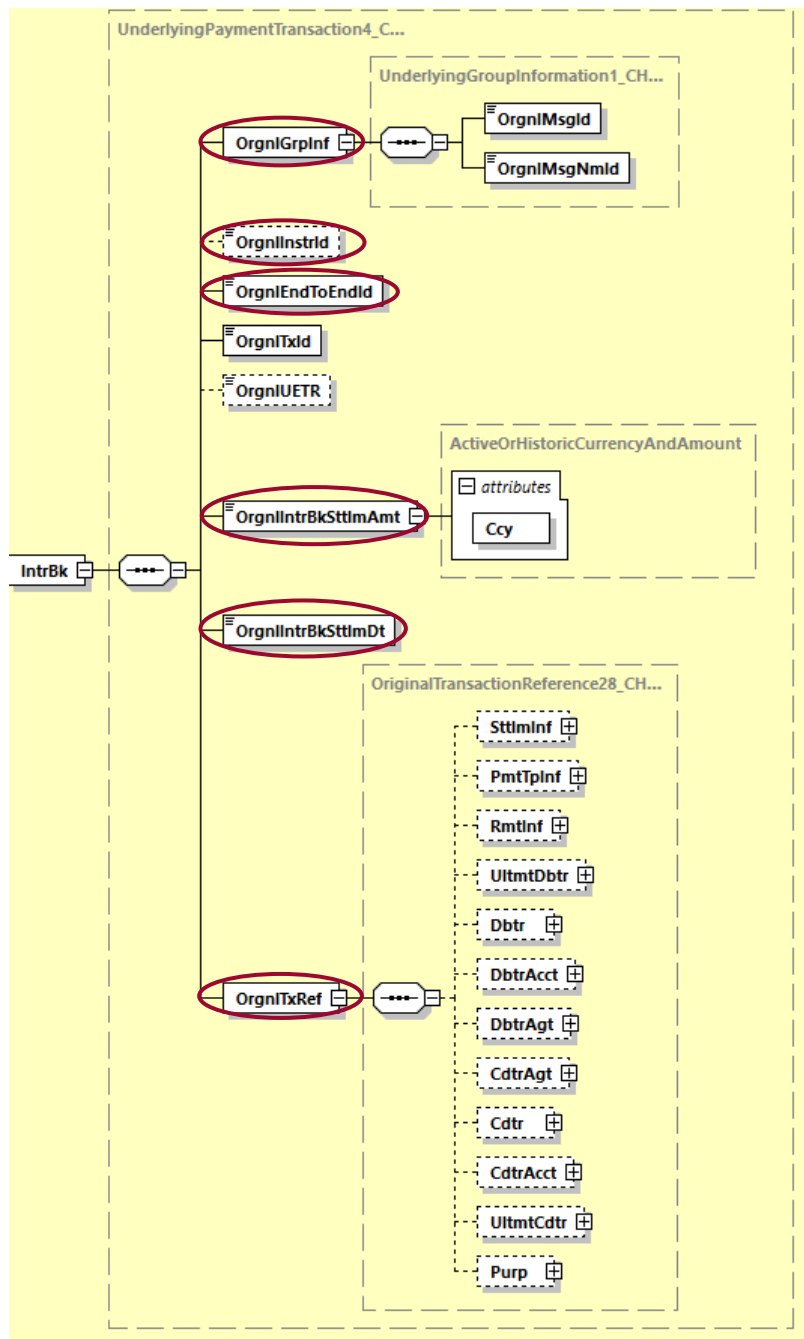 UnderlyingPaymentTransaction4_C...
UnderlyingGroupInformation1_CH...
OrgnlGrpInf
OrgnlMsgId
OrgnlMsgNmId
OrgnlInstrId
OrgnlEndToEndId
OrgnlTxId
OrgnlUETR
ActiveOrHistoricCurrencyAndAmount
attributes
OrgnlIntrBkSttlmAmt
Ccy
IntrBk
OrgnlIntrBkSttlmDt
OriginalTransactionReference28_CH...
SttlmInf
PmtTpInf
RmtInf
UltmtDbtr
Dbtr
DbtrAcct
OrgnlTxRef
DbtrAgt
CdtrAgt
Cdtr
CdtrAcct
UltmtCdtr
Purp